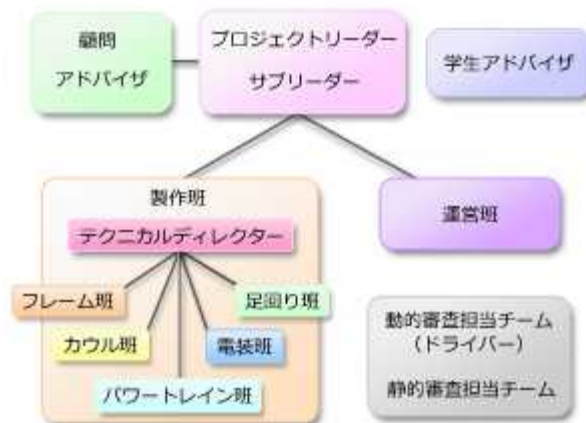 顧問
アドバイザ
プロジェクトリーダー
サブリーダー
学生アドバイザ
製作班
テクニカルディレクター
フレーム班
足回り班
カウル班
電装班
パワートレイン班
運営班
動的審査担当チーム
（ドライバー）
静的審査担当チーム